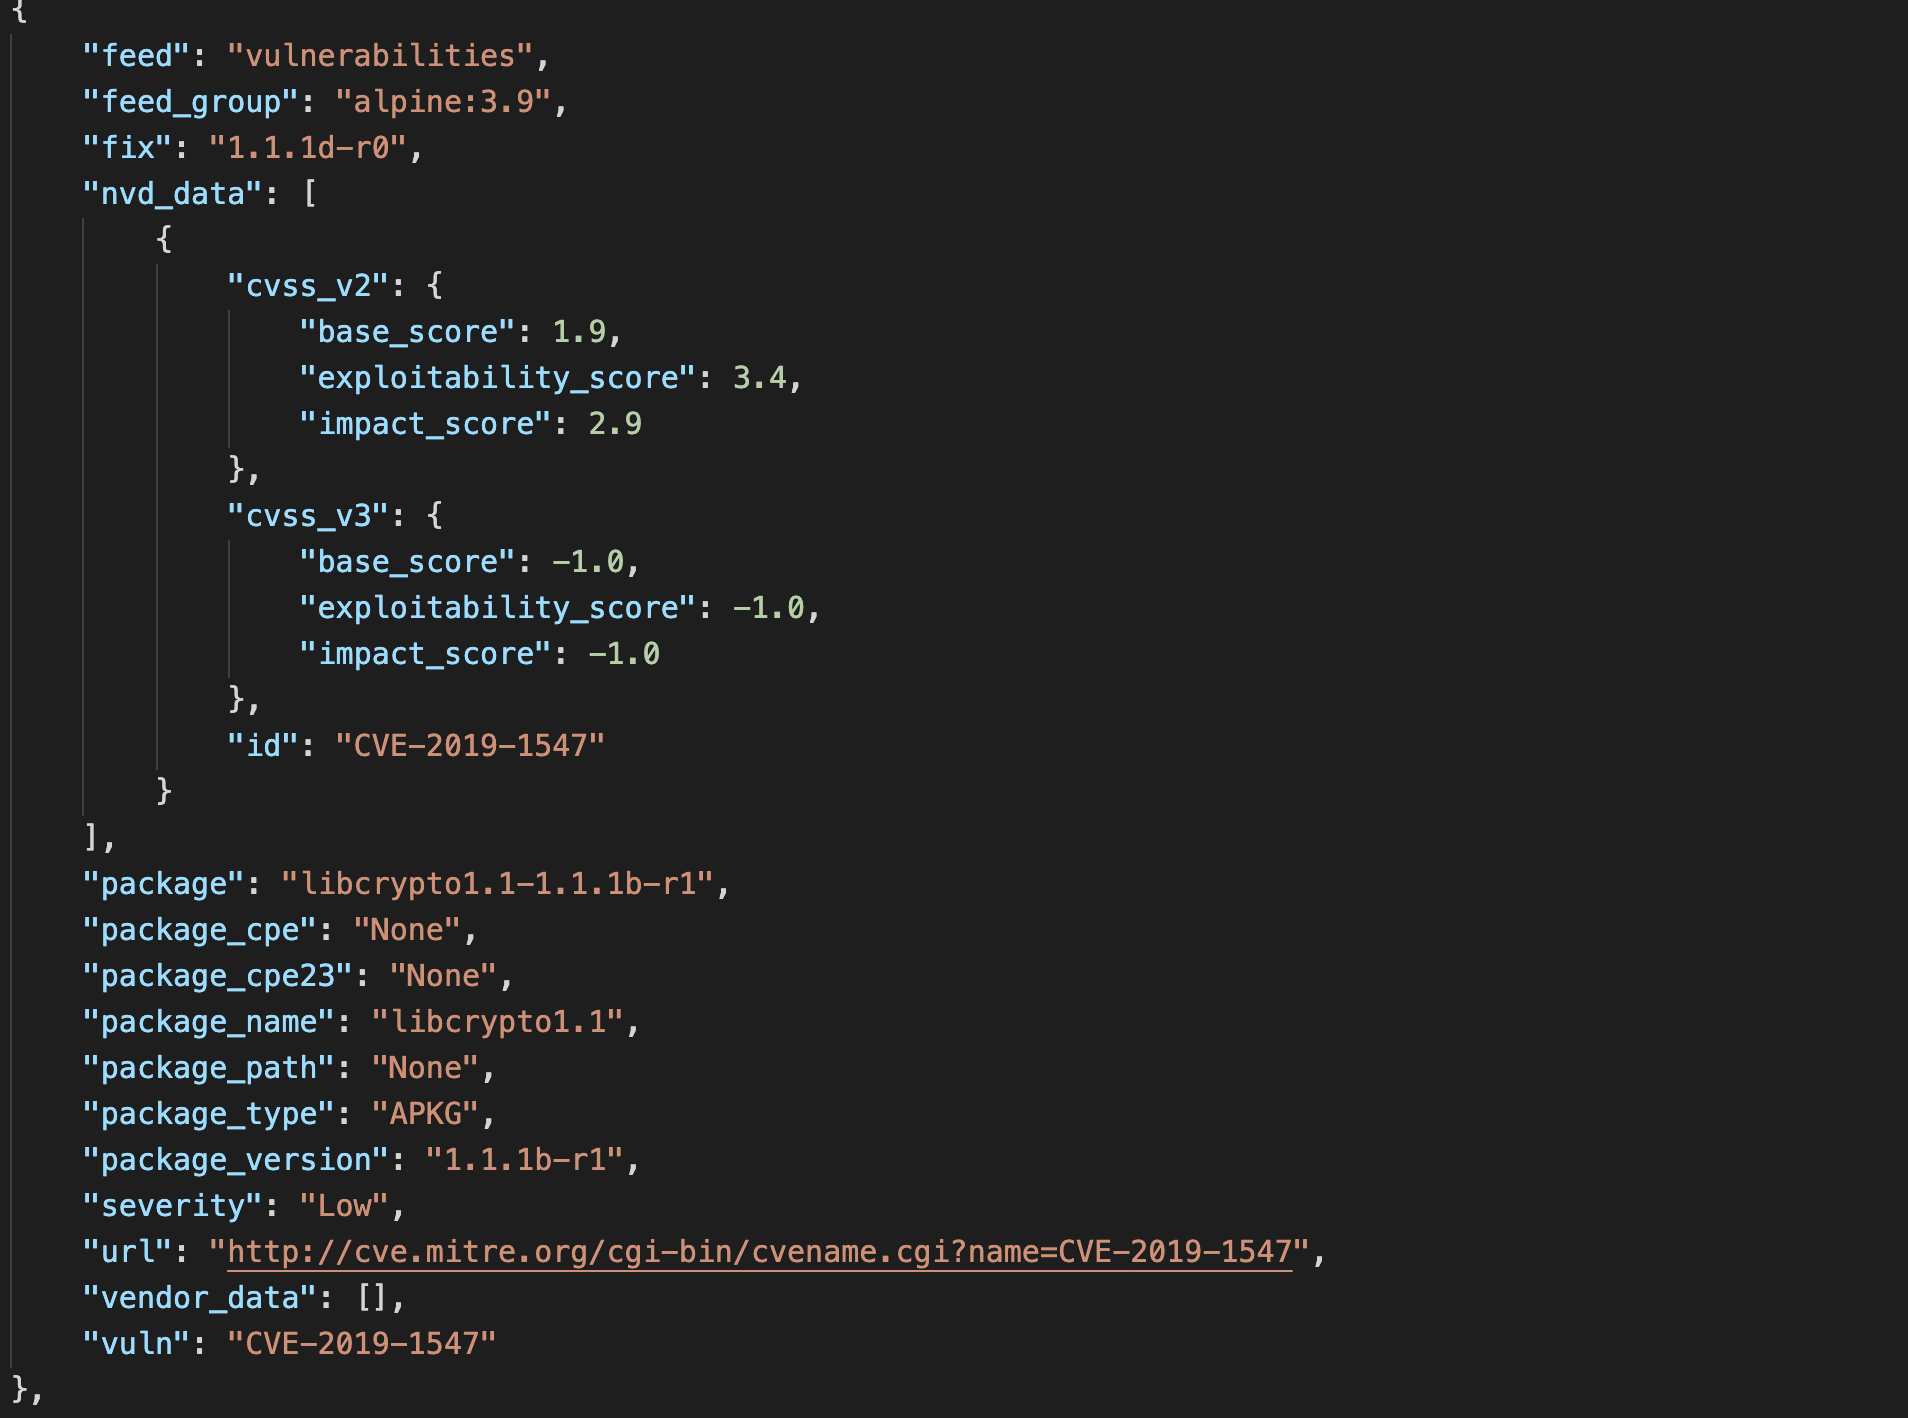 {
    "feed": "vulnerabilities",
    "feed_group": "alpine:3.9",
    "fix": "1.1.1d-r0",
    "nvd_data": [
        {
            "cvss_v2": {
                "base_score": 1.9,
                "exploitability_score": 3.4,
                "impact_score": 2.9
            },
            "cvss_v3": {
                "base_score": -1.0,
                "exploitability_score": -1.0,
                "impact_score": -1.0
            },
            "id": "CVE-2019-1547"
        }
    ],
    "package": "libcrypto1.1-1.1.1b-r1",
    "package_cpe": "None",
    "package_cpe23": "None",
    "package_name": "libcrypto1.1",
    "package_path": "None",
    "package_type": "APKG",
    "package_version": "1.1.1b-r1",
    "severity": "Low",
    "url": "http://cve.mitre.org/cgi-bin/cvename.cgi?name=CVE-2019-1547",
    "vendor_data": [],
    "vuln": "CVE-2019-1547"
},